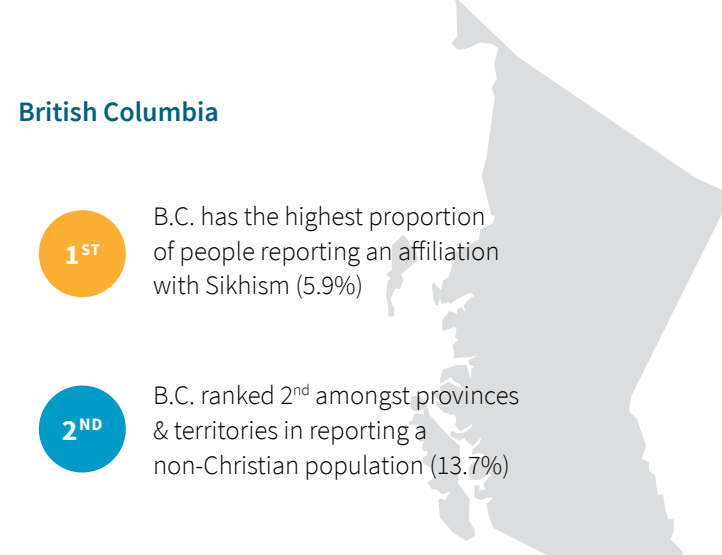 British Columbia
1ST
B.C. has the highest proportion
of people reporting an affiliation
with Sikhism (5.9%)
2ND
B.C. ranked 2nd amongst provinces
& territories in reporting a
non-Christian population (13.7%)